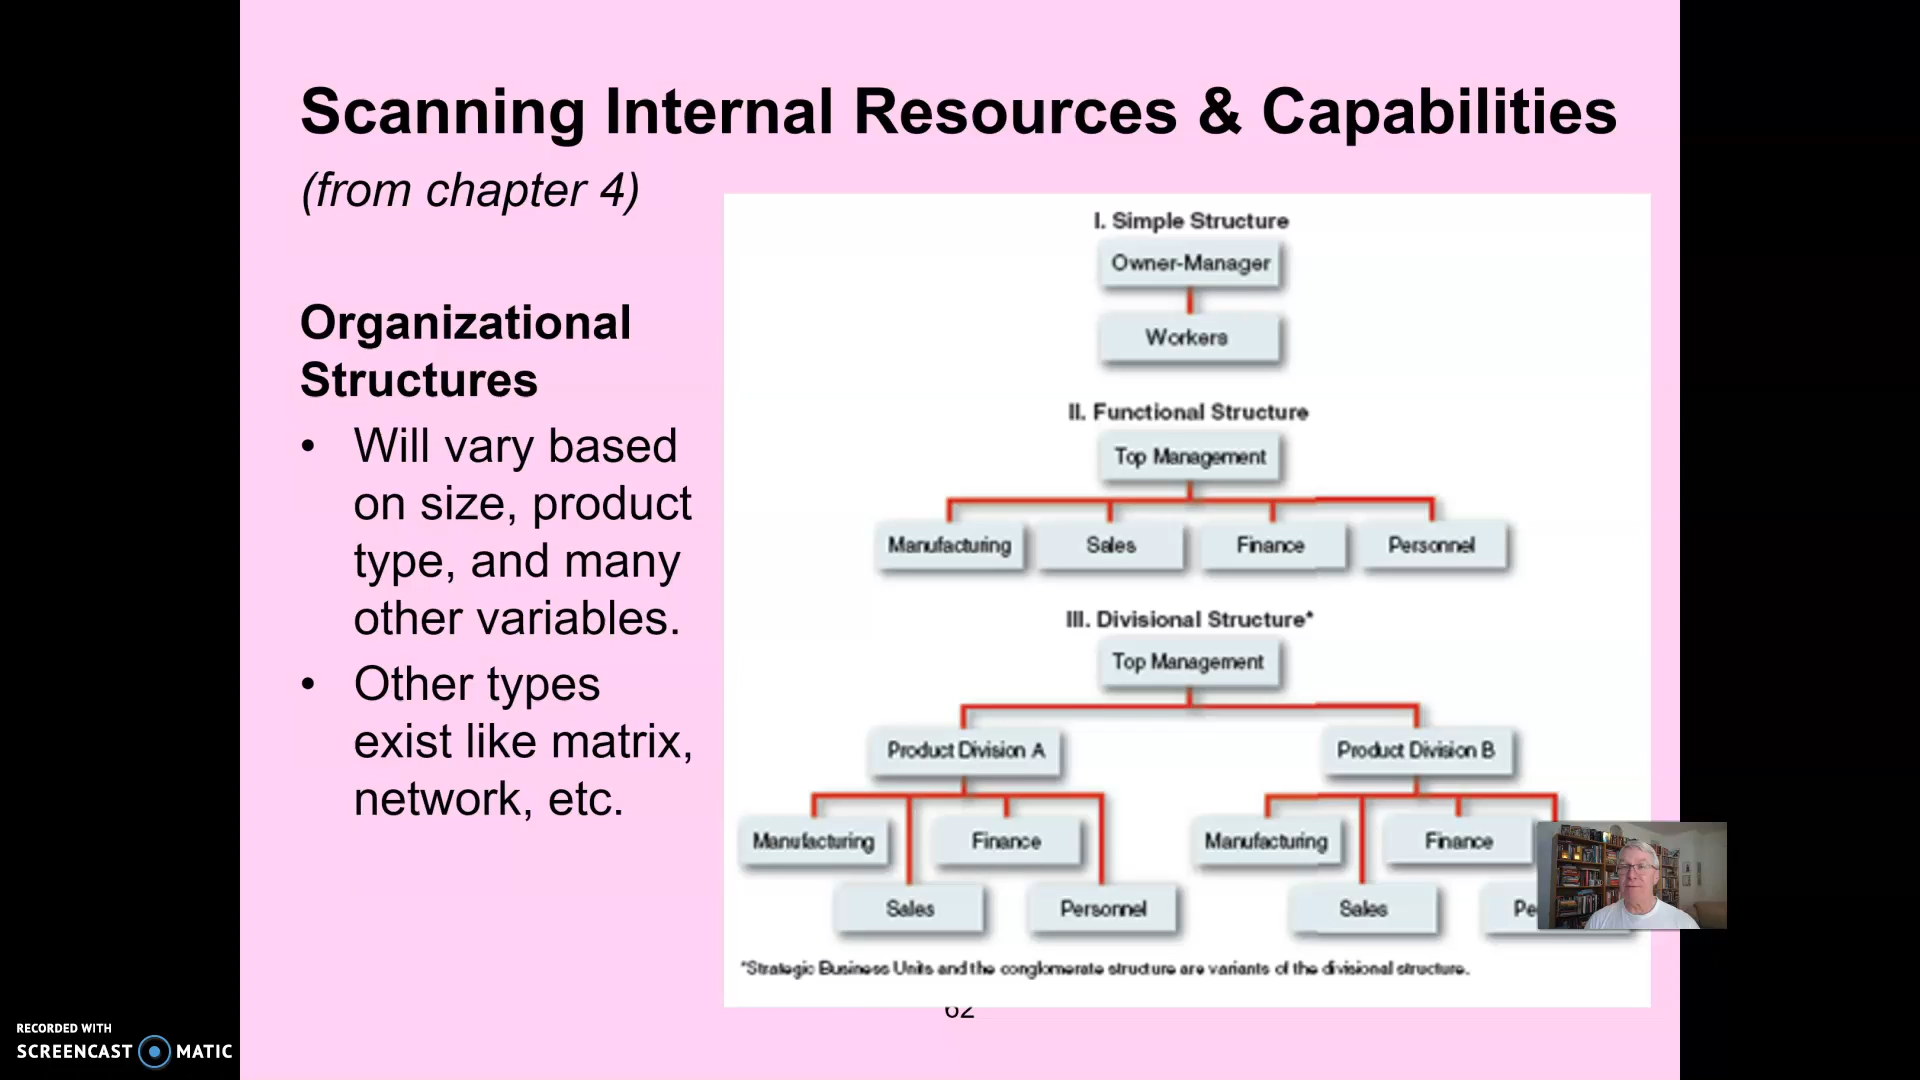 Scanning Internal Resources & Capabilities
(from chapter 4)
Organizational
Structures
• Will vary based
on size, product
type, and many
other variables.
• Other types
exist like matrix,
network, etc.
I. Simple Structure
Owner-Manager
Workers
II. Functional Structure
Top Management
Manufacturing Sales Finance Personnel
III. Divisional Structure*
Top Management
Product Division A Product Division B
Manufacturing Finance Manufacturing Finance
Sales Personnel Sales Pe
*Strategic Business Units and the conglomerate structure are variants of the divisional structure.
62
RECORDED WITH
SCREENCAST MATIC